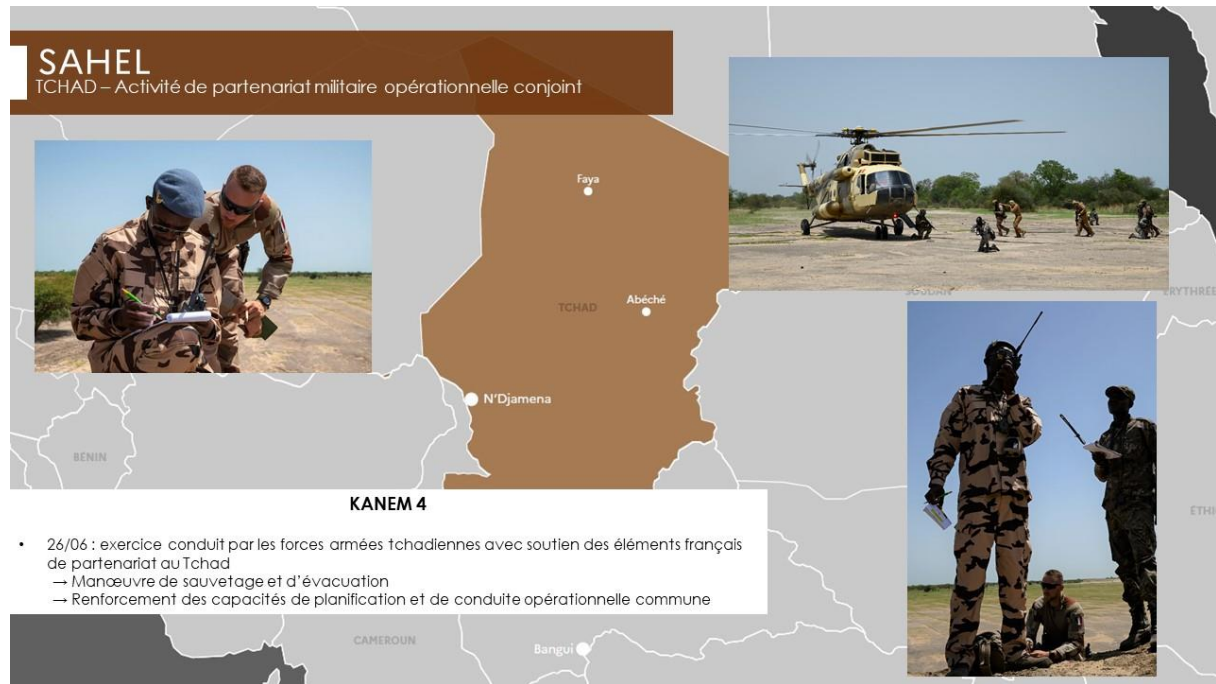 SAHEL
TCHAD – Activité de partenariat militaire opérationnelle conjoint
Faya
TCHAD
Abéché
SOUDAN
ÉRYTHRÉE
N'Djamena
BÉNIN
ÉTHI
KANEM 4
• 26/06 : exercice conduit par les forces armées tchadiennes avec soutien des éléments français
de partenariat au Tchad
→ Manœuvre de sauvetage et d'évacuation
→ Renforcement des capacités de planification et de conduite opérationnelle commune
CAMEROUN
Bangui